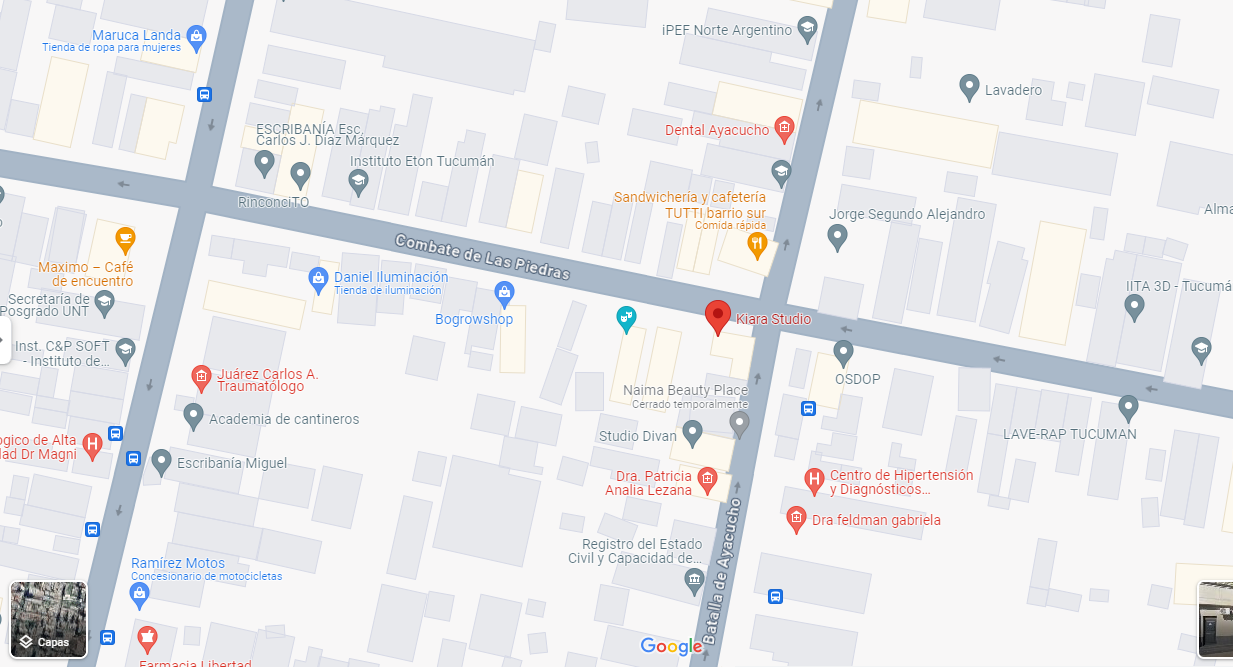 iPEF Norte Argentino
Maruca Landa
Tienda de ropa para mujeres
Lavadero
ESCRIBANÍA Esc.
Carlos J. Díaz Márquez
Dental Ayacucho
Instituto Eton Tucumán
RinconciTO
Sandwichería y cafetería
TUTTI barrio sur
Comida rápida
Jorge Segundo Alejandro
Alma
Combate de Las Piedras
Maximo – Café
de encuentro
Daniel Iluminación
Tienda de iluminación
Secretaría de
Posgrado UNT
Bogrowshop
Kiara Studio
IITA 3D - Tucumá
Inst. C&P SOFT
- Instituto de...
Juárez Carlos A.
Traumatólogo
OSDOP
Naima Beauty Place
Cerrado temporalmente
Academia de cantineros
Studio Divan
LAVE-RAP TUCUMAN
ogico de Alta
dad Dr Magni
Escribanía Miguel
Dra. Patricia
Analia Lezana
Centro de Hipertensión
y Diagnósticos...
Dra feldman gabriela
Batalla de Ayacucho
Registro del Estado
Civil y Capacidad de...
Ramírez Motos
Concesionario de motocicletas
Capas
Google
Farmacia Libertad